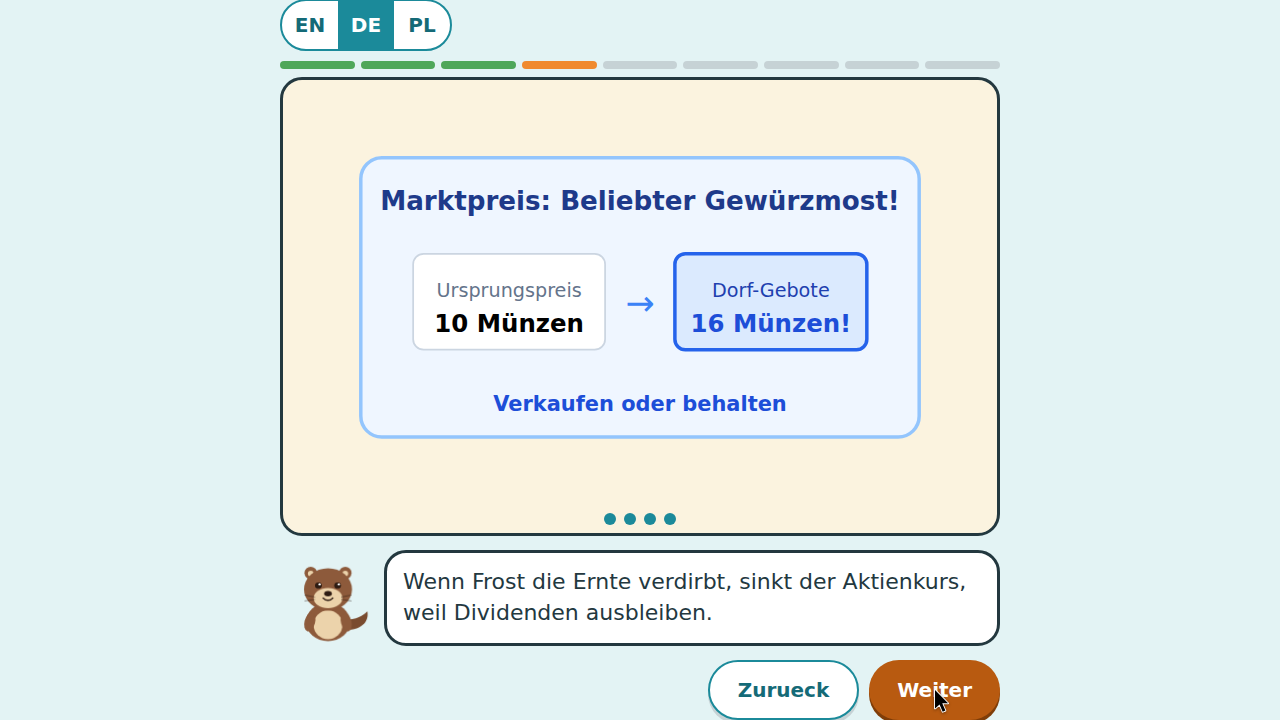 EN DE PL
Marktpreis: Beliebter Gewürzmost!
Ursprungspreis
10 Münzen
→
Dorf-Gebote
16 Münzen!
Verkaufen oder behalten
Wenn Frost die Ernte verdirbt, sinkt der Aktienkurs,
weil Dividenden ausbleiben.
Zurueck
Weiter